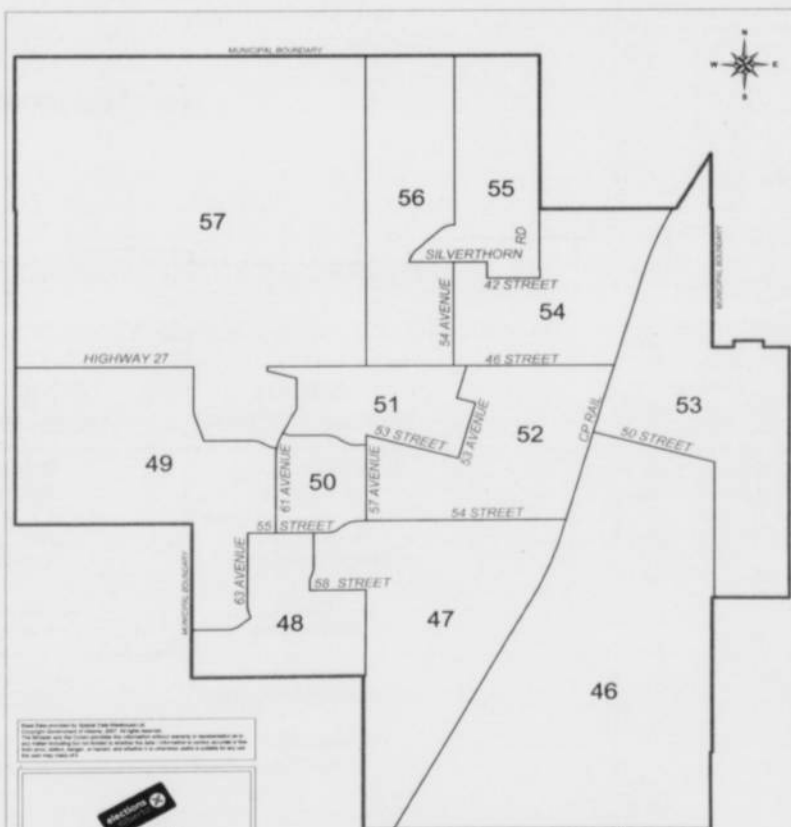 MUNICIPAL BOUNDARY
N
W
E
S
57
56
55
SILVERTHORN
RD
42 STREET
54 AVENUE
54
MUNICIPAL BOUNDARY
HIGHWAY 27
46 STREET
51
53 STREET
53 AVENUE
52
CP RAIL
53
50 STREET
49
61 AVENUE
50
57 AVENUE
54 STREET
55 STREET
MUNICIPAL BOUNDARY
63 AVENUE
58 STREET
48
47
46
elections